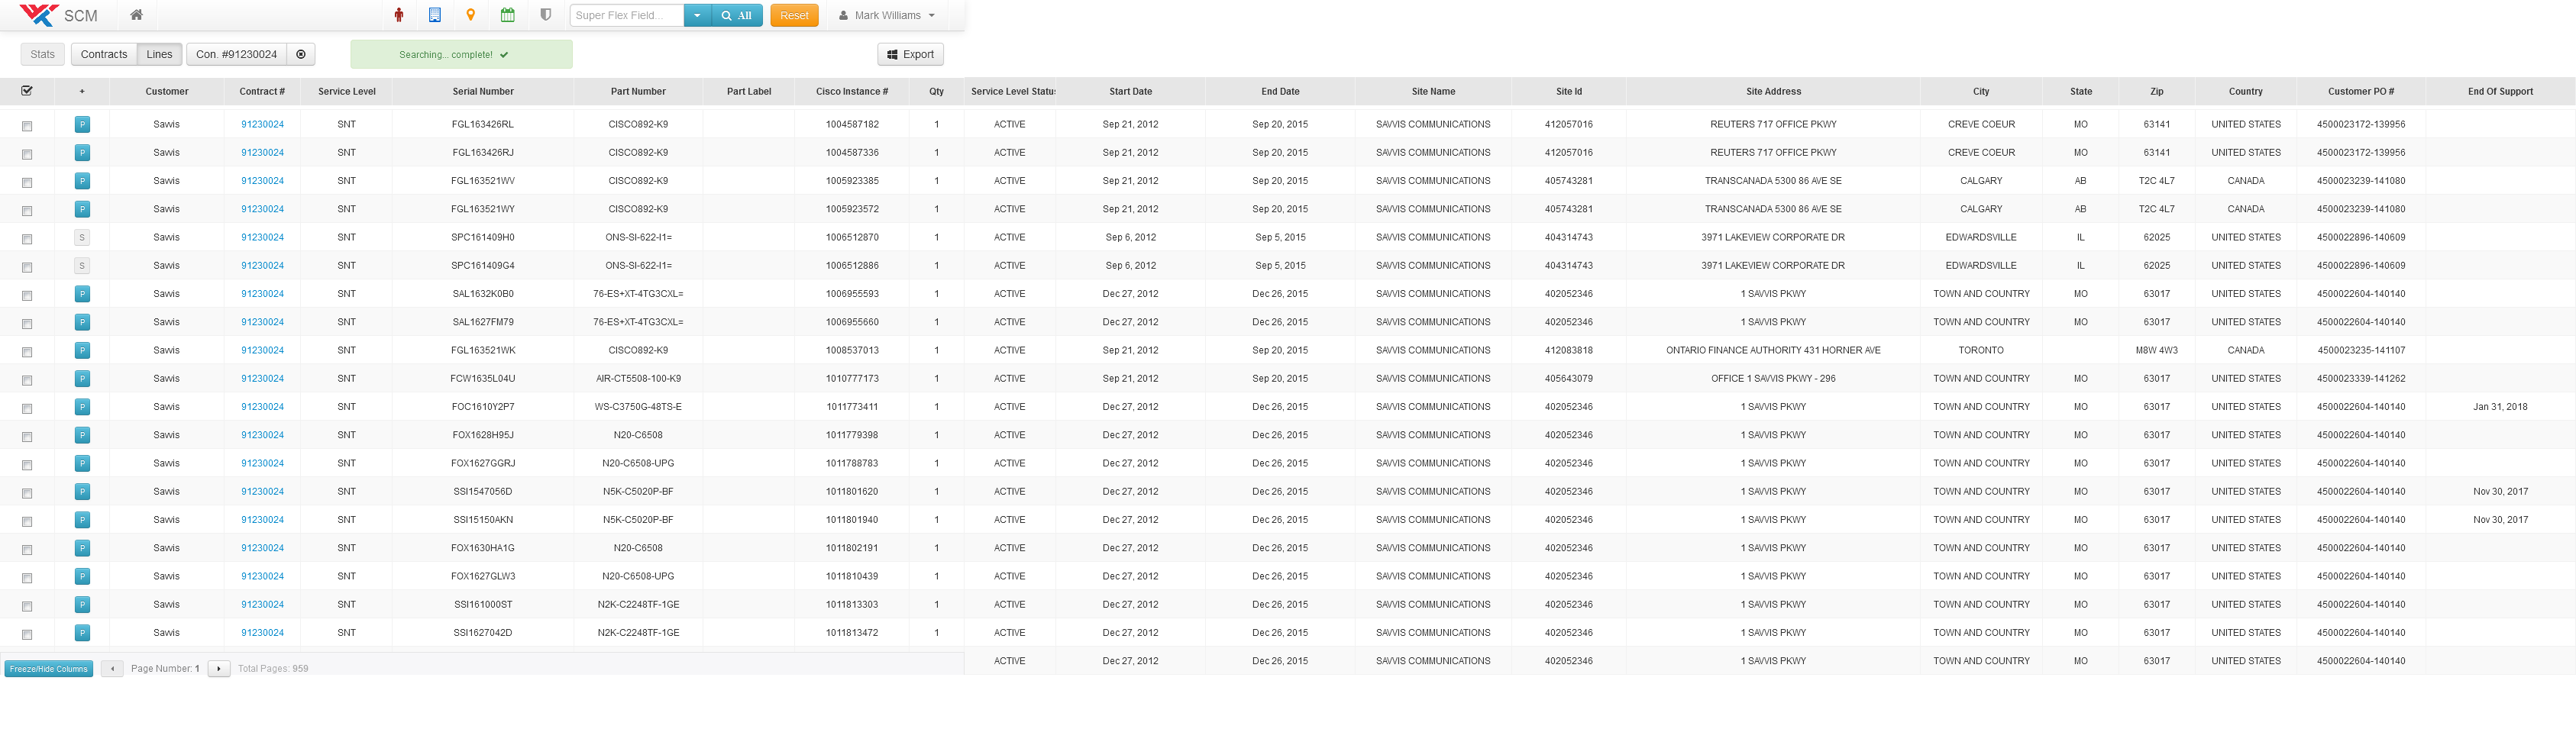 SCM Super Flex Field... All Reset Mark Williams
Stats Contracts Lines Con. #91230024 Searching... complete! Export
+ Customer Contract # Service Level Serial Number Part Number Part Label Cisco Instance # Qty Service Level Status Start Date End Date Site Name Site Id Site Address City State Zip Country Customer PO # End Of Support
P Savvis 91230024 SNT FGL163426RL CISCO892-K9 1004587182 1 ACTIVE Sep 21, 2012 Sep 20, 2015 SAVVIS COMMUNICATIONS 412057016 REUTERS 717 OFFICE PKWY CREVE COEUR MO 63141 UNITED STATES 4500023172-139956
P Savvis 91230024 SNT FGL163426RJ CISCO892-K9 1004587336 1 ACTIVE Sep 21, 2012 Sep 20, 2015 SAVVIS COMMUNICATIONS 412057016 REUTERS 717 OFFICE PKWY CREVE COEUR MO 63141 UNITED STATES 4500023172-139956
P Savvis 91230024 SNT FGL163521WV CISCO892-K9 1005923385 1 ACTIVE Sep 21, 2012 Sep 20, 2015 SAVVIS COMMUNICATIONS 405743281 TRANSCANADA 5300 86 AVE SE CALGARY AB T2C 4L7 CANADA 4500023239-141080
P Savvis 91230024 SNT FGL163521WY CISCO892-K9 1005923572 1 ACTIVE Sep 21, 2012 Sep 20, 2015 SAVVIS COMMUNICATIONS 405743281 TRANSCANADA 5300 86 AVE SE CALGARY AB T2C 4L7 CANADA 4500023239-141080
S Savvis 91230024 SNT SPC161409H0 ONS-SI-622-I1= 1006512870 1 ACTIVE Sep 6, 2012 Sep 5, 2015 SAVVIS COMMUNICATIONS 404314743 3971 LAKEVIEW CORPORATE DR EDWARDSVILLE IL 62025 UNITED STATES 4500022896-140609
S Savvis 91230024 SNT SPC161409G4 ONS-SI-622-I1= 1006512886 1 ACTIVE Sep 6, 2012 Sep 5, 2015 SAVVIS COMMUNICATIONS 404314743 3971 LAKEVIEW CORPORATE DR EDWARDSVILLE IL 62025 UNITED STATES 4500022896-140609
P Savvis 91230024 SNT SAL1632K0B0 76-ES+XT-4TG3CXL= 1006955593 1 ACTIVE Dec 27, 2012 Dec 26, 2015 SAVVIS COMMUNICATIONS 402052346 1 SAVVIS PKWY TOWN AND COUNTRY MO 63017 UNITED STATES 4500022604-140140
P Savvis 91230024 SNT SAL1627FM79 76-ES+XT-4TG3CXL= 1006955660 1 ACTIVE Dec 27, 2012 Dec 26, 2015 SAVVIS COMMUNICATIONS 402052346 1 SAVVIS PKWY TOWN AND COUNTRY MO 63017 UNITED STATES 4500022604-140140
P Savvis 91230024 SNT FGL163521WK CISCO892-K9 1008537013 1 ACTIVE Sep 21, 2012 Sep 20, 2015 SAVVIS COMMUNICATIONS 412083818 ONTARIO FINANCE AUTHORITY 431 HORNER AVE TORONTO M8W 4W3 CANADA 4500023235-141107
P Savvis 91230024 SNT FCW1635L04U AIR-CT5508-100-K9 1010777173 1 ACTIVE Sep 21, 2012 Sep 20, 2015 SAVVIS COMMUNICATIONS 405643079 OFFICE 1 SAVVIS PKWY - 296 TOWN AND COUNTRY MO 63017 UNITED STATES 4500023339-141262
P Savvis 91230024 SNT FOC1610Y2P7 WS-C3750G-48TS-E 1011773411 1 ACTIVE Dec 27, 2012 Dec 26, 2015 SAVVIS COMMUNICATIONS 402052346 1 SAVVIS PKWY TOWN AND COUNTRY MO 63017 UNITED STATES 4500022604-140140 Jan 31, 2018
P Savvis 91230024 SNT FOX1628H95J N20-C6508 1011779398 1 ACTIVE Dec 27, 2012 Dec 26, 2015 SAVVIS COMMUNICATIONS 402052346 1 SAVVIS PKWY TOWN AND COUNTRY MO 63017 UNITED STATES 4500022604-140140
P Savvis 91230024 SNT FOX1627GGRJ N20-C6508-UPG 1011788783 1 ACTIVE Dec 27, 2012 Dec 26, 2015 SAVVIS COMMUNICATIONS 402052346 1 SAVVIS PKWY TOWN AND COUNTRY MO 63017 UNITED STATES 4500022604-140140
P Savvis 91230024 SNT SSI1547056D N5K-C5020P-BF 1011801620 1 ACTIVE Dec 27, 2012 Dec 26, 2015 SAVVIS COMMUNICATIONS 402052346 1 SAVVIS PKWY TOWN AND COUNTRY MO 63017 UNITED STATES 4500022604-140140 Nov 30, 2017
P Savvis 91230024 SNT SSI15150AKN N5K-C5020P-BF 1011801940 1 ACTIVE Dec 27, 2012 Dec 26, 2015 SAVVIS COMMUNICATIONS 402052346 1 SAVVIS PKWY TOWN AND COUNTRY MO 63017 UNITED STATES 4500022604-140140 Nov 30, 2017
P Savvis 91230024 SNT FOX1630HA1G N20-C6508 1011802191 1 ACTIVE Dec 27, 2012 Dec 26, 2015 SAVVIS COMMUNICATIONS 402052346 1 SAVVIS PKWY TOWN AND COUNTRY MO 63017 UNITED STATES 4500022604-140140
P Savvis 91230024 SNT FOX1627GLW3 N20-C6508-UPG 1011810439 1 ACTIVE Dec 27, 2012 Dec 26, 2015 SAVVIS COMMUNICATIONS 402052346 1 SAVVIS PKWY TOWN AND COUNTRY MO 63017 UNITED STATES 4500022604-140140
P Savvis 91230024 SNT SSI161000ST N2K-C2248TF-1GE 1011813303 1 ACTIVE Dec 27, 2012 Dec 26, 2015 SAVVIS COMMUNICATIONS 402052346 1 SAVVIS PKWY TOWN AND COUNTRY MO 63017 UNITED STATES 4500022604-140140
P Savvis 91230024 SNT SSI1627042D N2K-C2248TF-1GE 1011813472 1 ACTIVE Dec 27, 2012 Dec 26, 2015 SAVVIS COMMUNICATIONS 402052346 1 SAVVIS PKWY TOWN AND COUNTRY MO 63017 UNITED STATES 4500022604-140140
ACTIVE Dec 27, 2012 Dec 26, 2015 SAVVIS COMMUNICATIONS 402052346 1 SAVVIS PKWY TOWN AND COUNTRY MO 63017 UNITED STATES 4500022604-140140
Freeze/Hide Columns Page Number: 1 Total Pages: 959